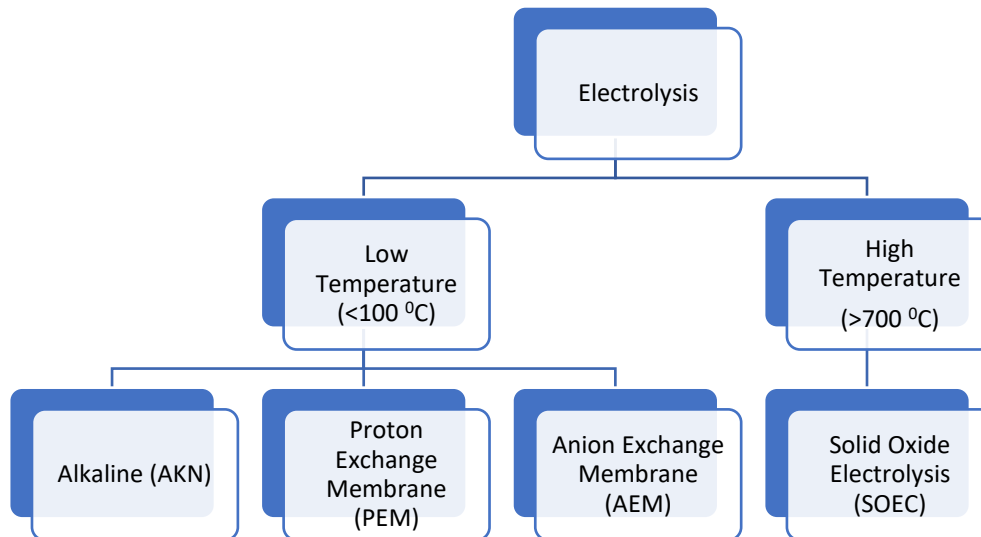 Electrolysis
Low
Temperature
(<100 ⁰C)
High
Temperature
(>700 ⁰C)
Alkaline (AKN)
Proton
Exchange
Membrane
(PEM)
Anion Exchange
Membrane
(AEM)
Solid Oxide
Electrolysis
(SOEC)